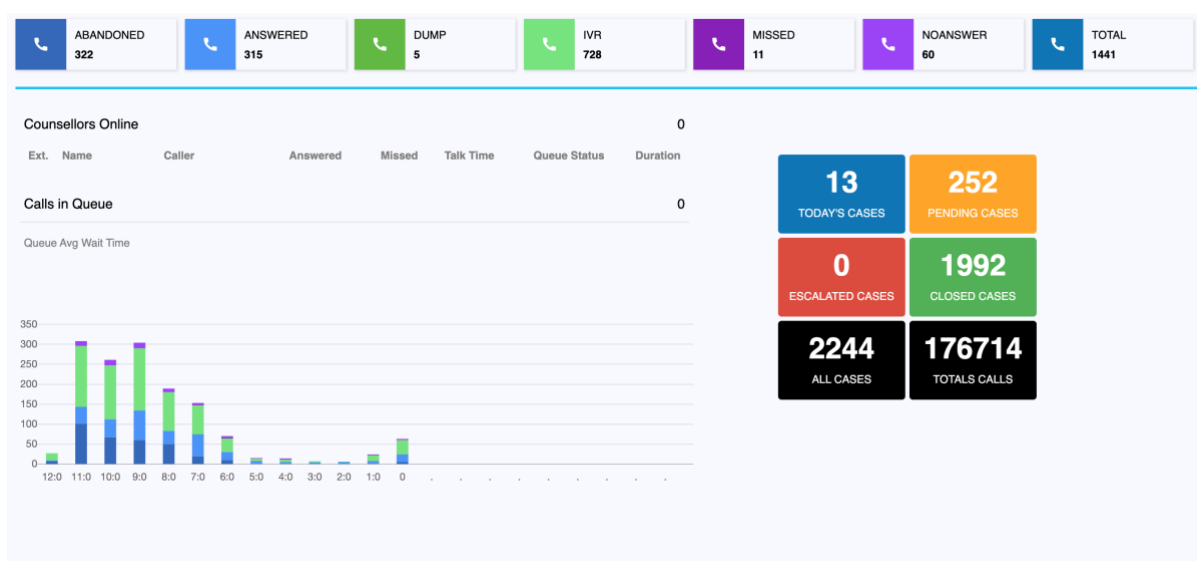 ABANDONED
322
ANSWERED
315
DUMP
5
IVR
728
MISSED
11
NOANSWER
60
TOTAL
1441
Counsellors Online 0
Ext. Name Caller Answered Missed Talk Time Queue Status Duration
Calls in Queue 0
Queue Avg Wait Time
13
TODAY'S CASES
252
PENDING CASES
0
ESCALATED CASES
1992
CLOSED CASES
2244
ALL CASES
176714
TOTALS CALLS
350
300
250
200
150
100
50
0
12:0 11:0 10:0 9:0 8:0 7:0 6:0 5:0 4:0 3:0 2:0 1:0 0 . . . . . . . . .